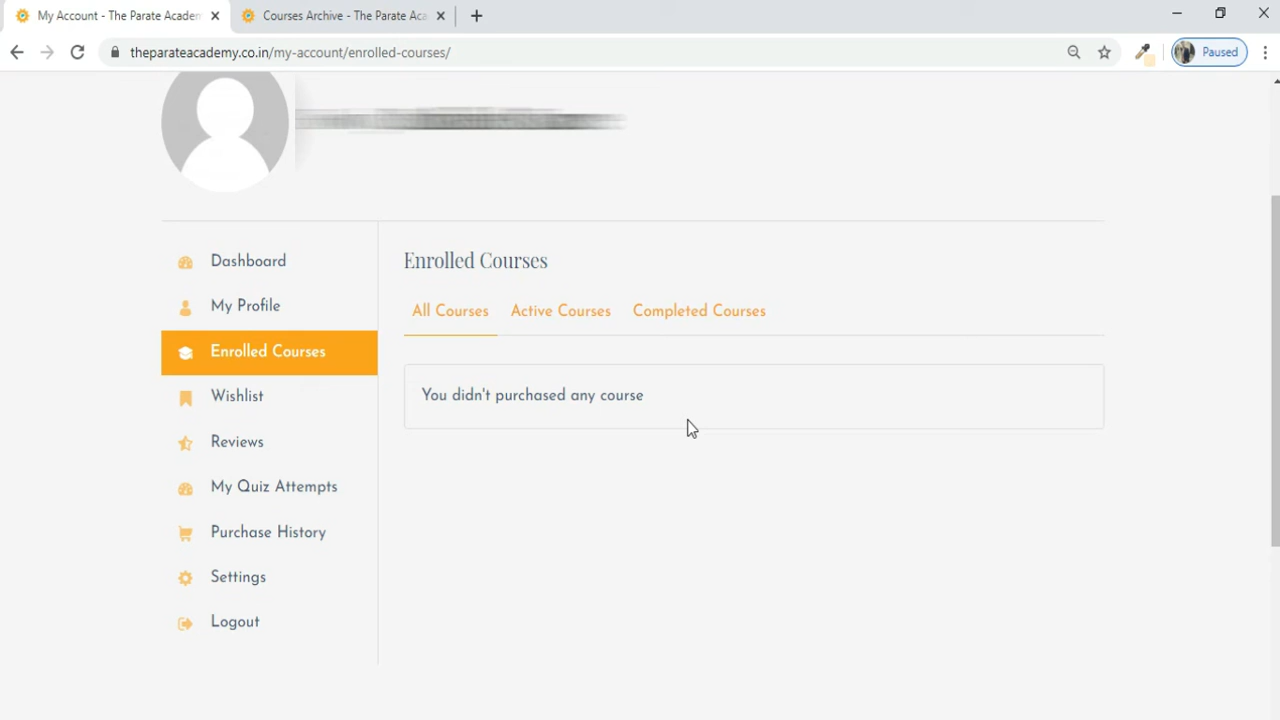 My Account - The Parate Academ
Courses Archive - The Parate Aca
theparateacademy.co.in/my-account/enrolled-courses/
Paused
Dashboard
My Profile
Enrolled Courses
Wishlist
Reviews
My Quiz Attempts
Purchase History
Settings
Logout
Enrolled Courses
All Courses
Active Courses
Completed Courses
You didn't purchased any course